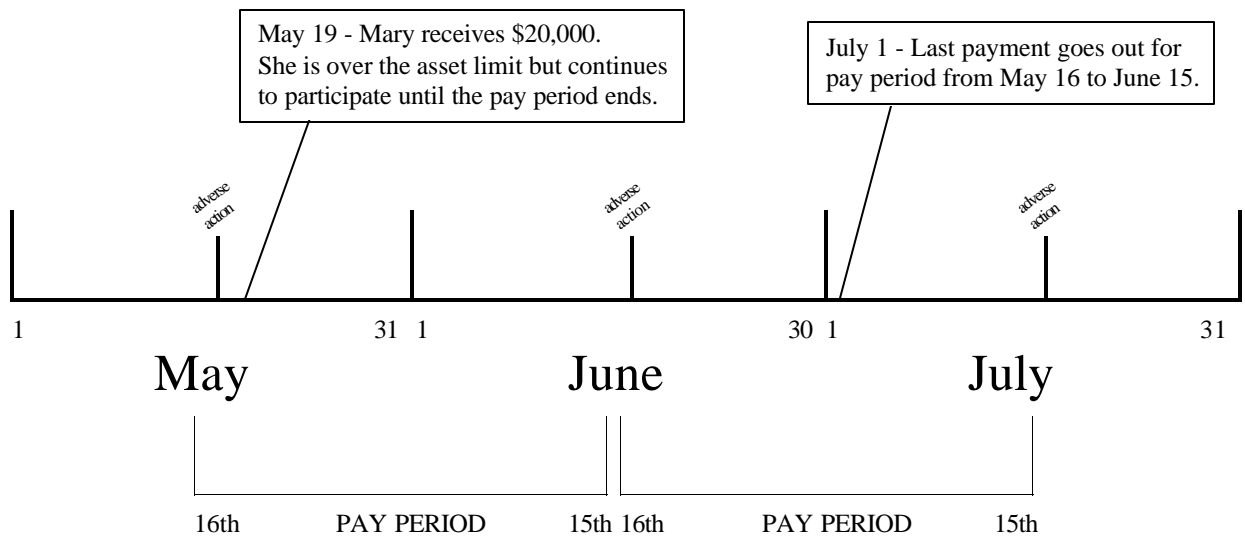 May 19 - Mary receives $20,000.
She is over the asset limit but continues
to participate until the pay period ends.
July 1 - Last payment goes out for
pay period from May 16 to June 15.
adverse
action
adverse
action
adverse
action
1 31 1 30 1 31
May June July
16th PAY PERIOD 15th 16th PAY PERIOD 15th